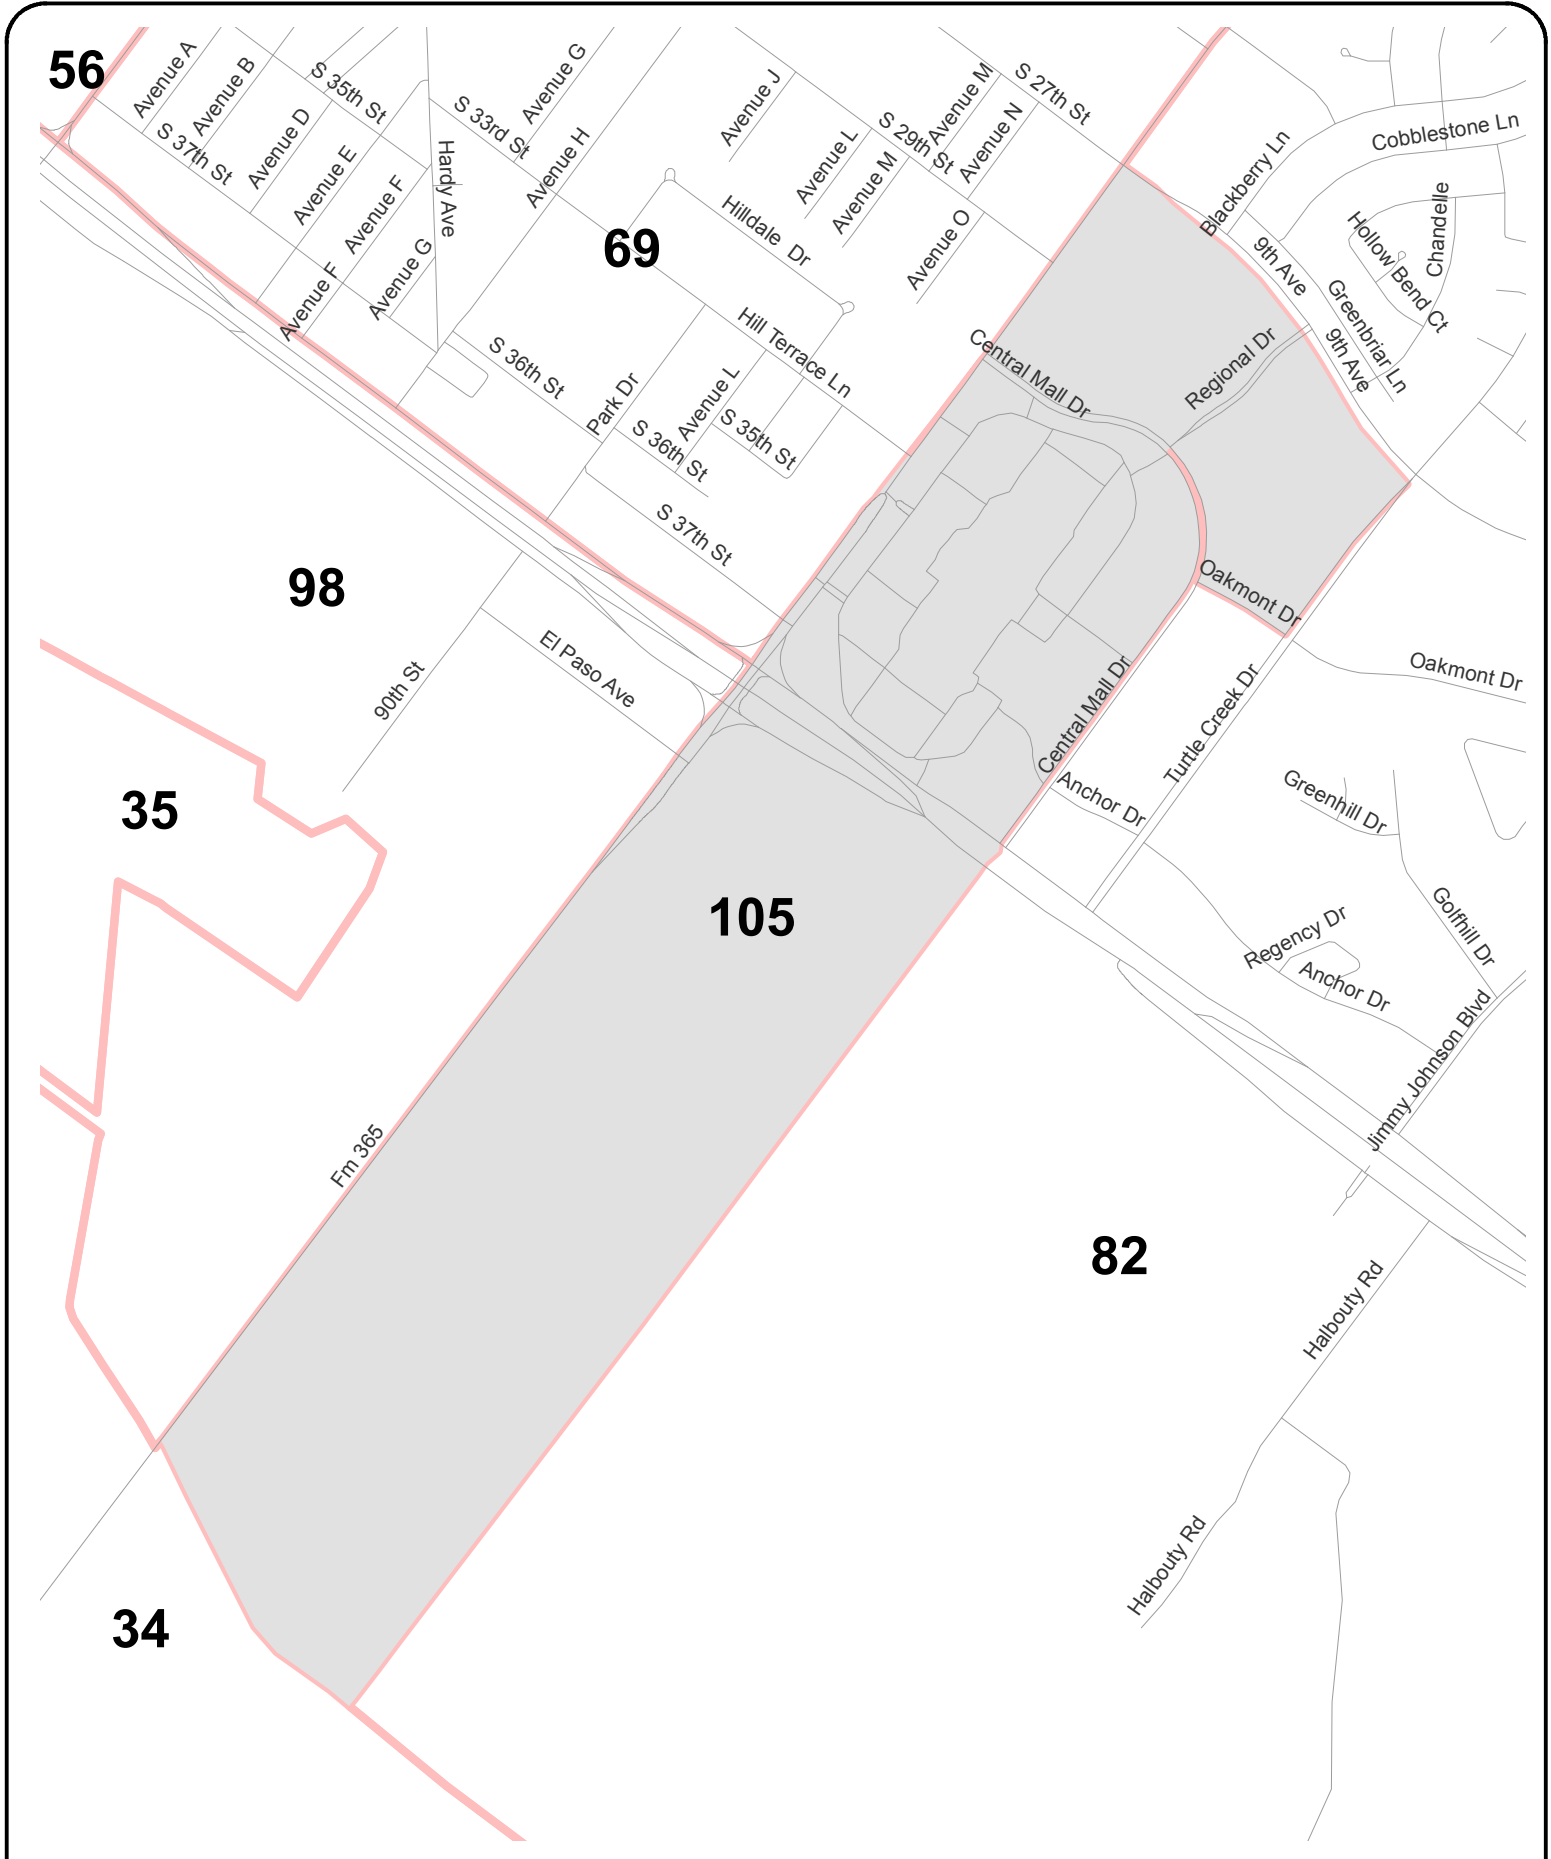 56
Avenue A
Avenue B
S 35th St
Avenue G
S 33rd St
Avenue J
Avenue M
S 27th St
S 37th St
Avenue D
Avenue E
Hardy Ave
Avenue H
Avenue L
S 29th St
Avenue N
Blackberry Ln
Cobblestone Ln
Avenue F
Avenue M
Hilldale Dr
69
Avenue O
9th Ave
Hollow Bend Ct
Chandelle
Avenue F
Avenue G
Greenbriar Ln
9th Ave
S 36th St
Hill Terrace Ln
Central Mall Dr
Regional Dr
Park Dr
Avenue L
S 36th St
S 35th St
S 37th St
98
Oakmont Dr
El Paso Ave
90th St
Central Mall Dr
Turtle Creek Dr
Oakmont Dr
35
Anchor Dr
Greenhill Dr
105
Golfhill Dr
Regency Dr
Anchor Dr
Jimmy Johnson Blvd
Fm 365
82
Halbouty Rd
Halbouty Rd
34